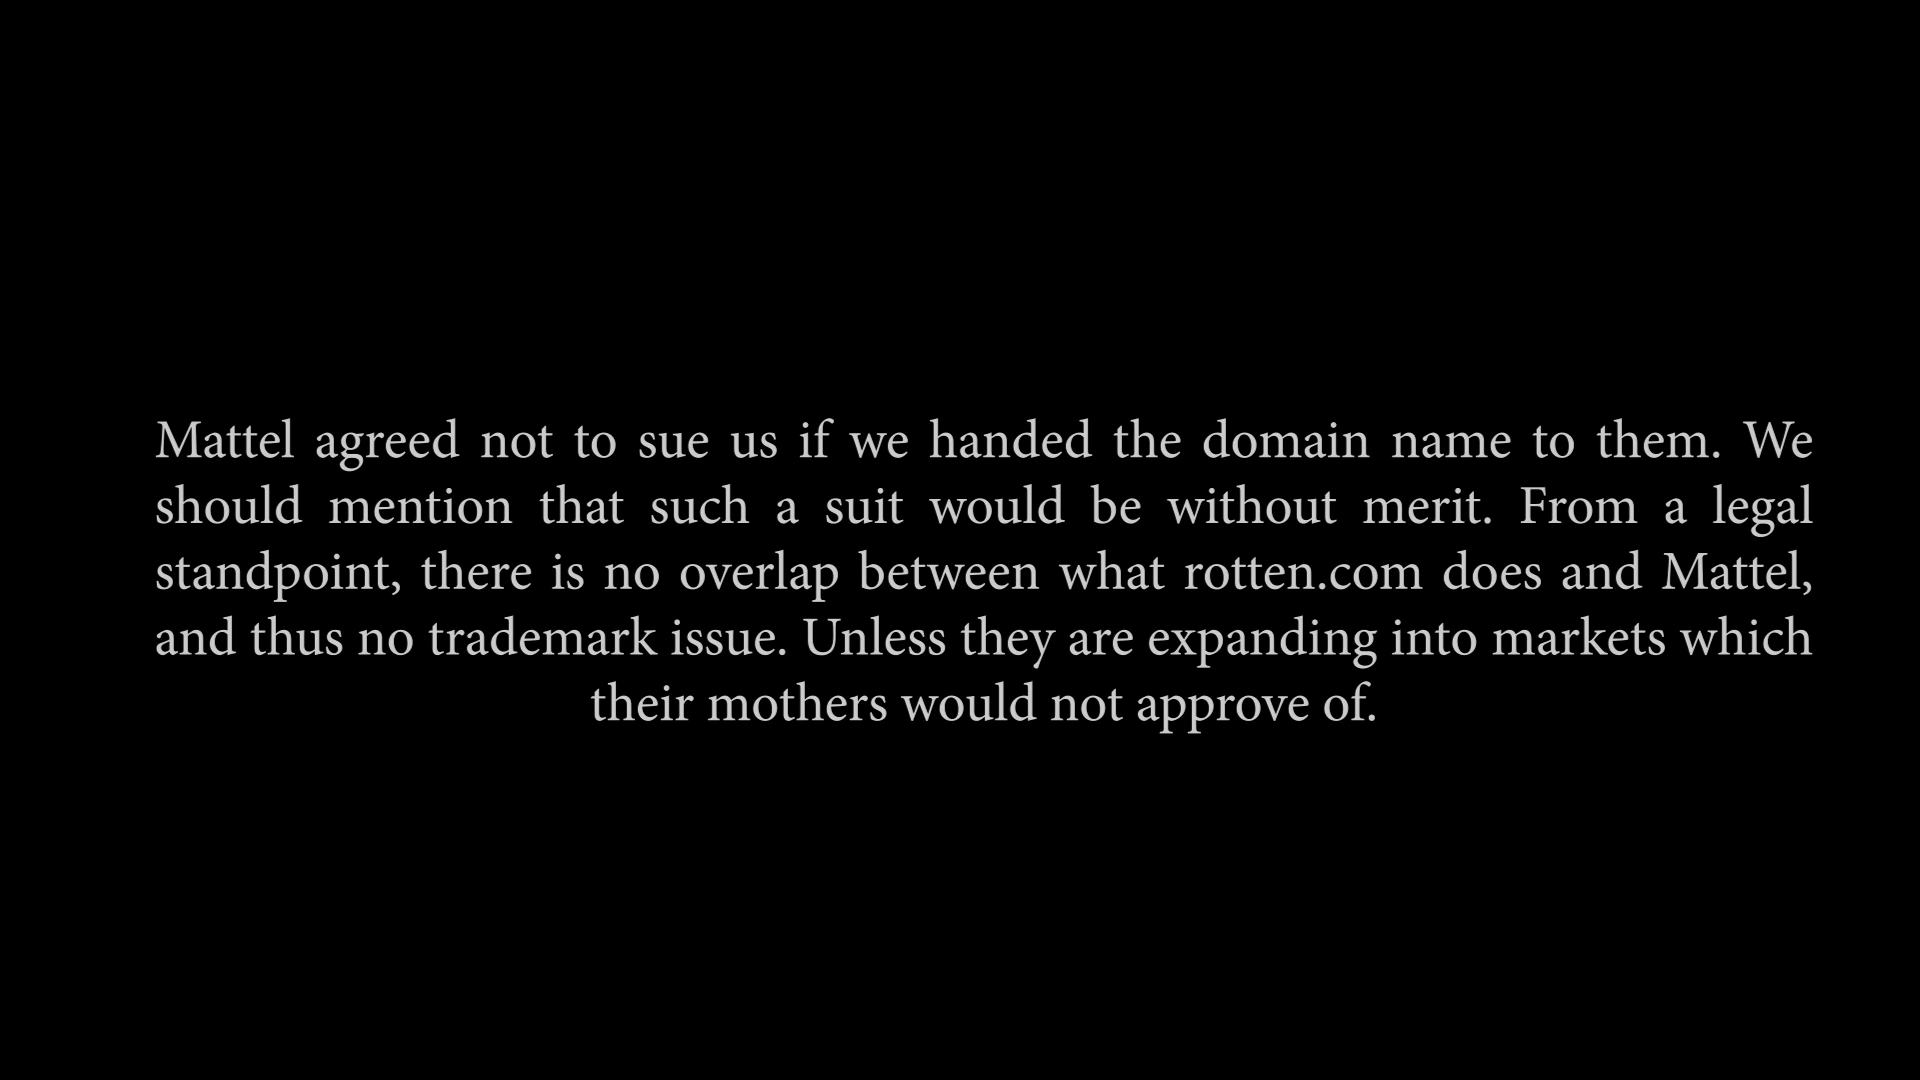 Mattel agreed not to sue us if we handed the domain name to them. We
should mention that such a suit would be without merit. From a legal
standpoint, there is no overlap between what rotten.com does and Mattel,
and thus no trademark issue. Unless they are expanding into markets which
their mothers would not approve of.